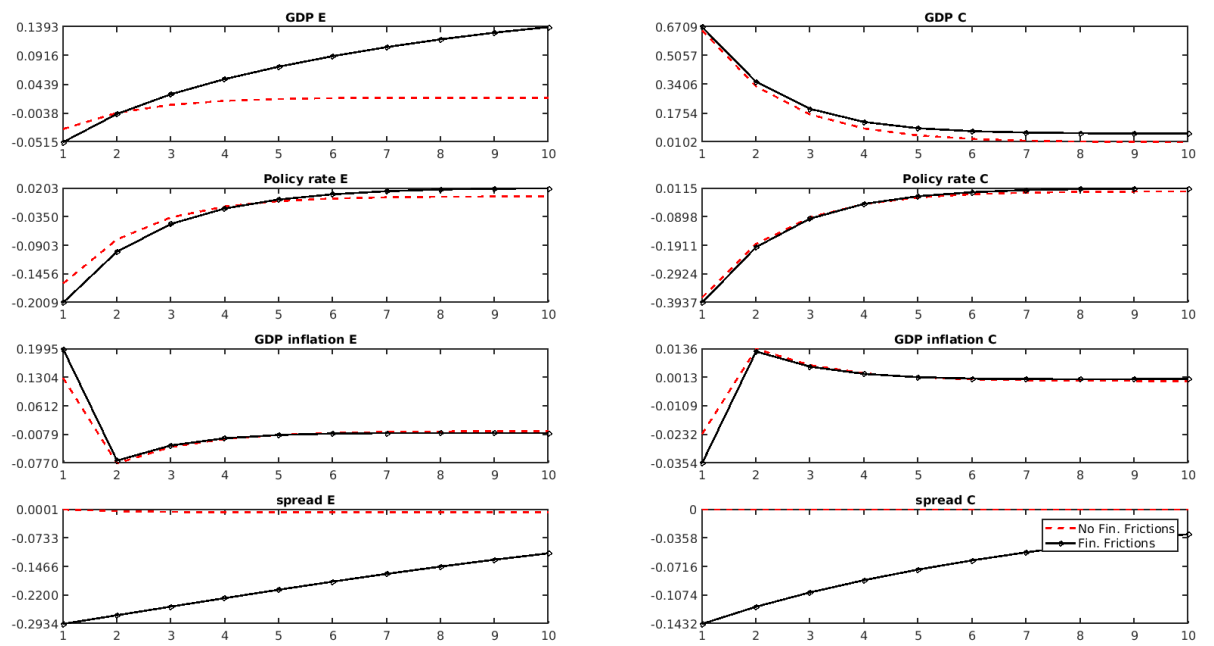 GDP E
0.1393
0.0916
0.0439
-0.0038
-0.0515
1 2 3 4 5 6 7 8 9 10
GDP C
0.6709
0.5057
0.3406
0.1754
0.0102
1 2 3 4 5 6 7 8 9 10
Policy rate E
0.0203
-0.0350
-0.0903
-0.1456
-0.2009
1 2 3 4 5 6 7 8 9 10
Policy rate C
0.0115
-0.0898
-0.1911
-0.2924
-0.3937
1 2 3 4 5 6 7 8 9 10
GDP inflation E
0.1995
0.1304
0.0612
-0.0079
-0.0770
1 2 3 4 5 6 7 8 9 10
GDP inflation C
0.0136
0.0013
-0.0109
-0.0232
-0.0354
1 2 3 4 5 6 7 8 9 10
spread E
0.0001
-0.0733
-0.1466
-0.2200
-0.2934
1 2 3 4 5 6 7 8 9 10
spread C
0
-0.0358
-0.0716
-0.1074
-0.1432
1 2 3 4 5 6 7 8 9 10
No Fin. Frictions
Fin. Frictions